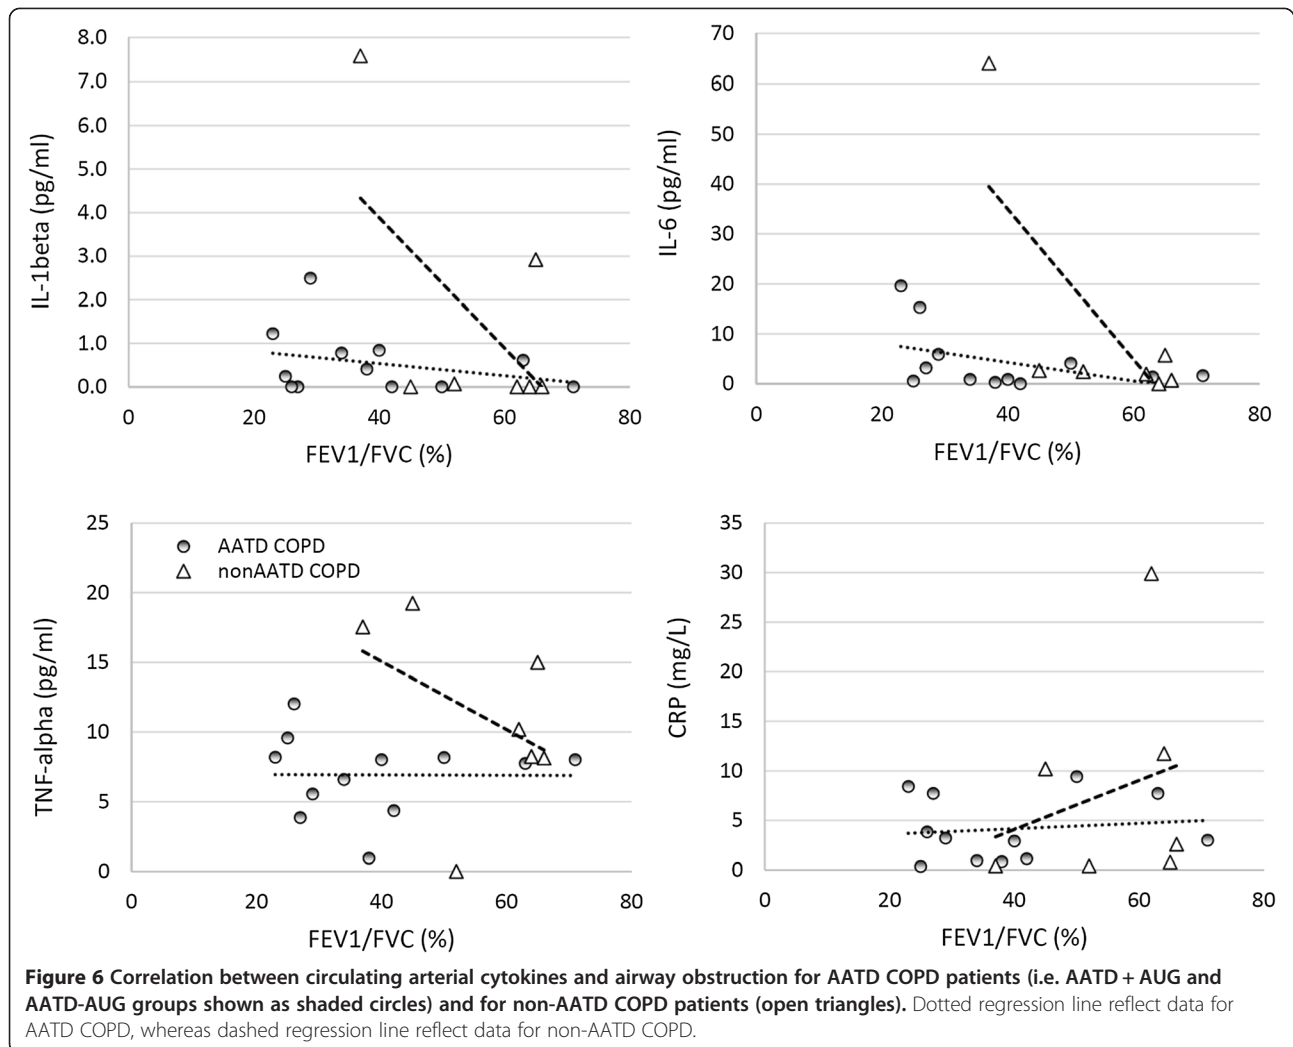 8.0
7.0
6.0
5.0
4.0
3.0
2.0
1.0
0.0
0 20 40 60 80
IL-1beta (pg/ml)
FEV1/FVC (%)
70
60
50
40
30
20
10
0
0 20 40 60 80
IL-6 (pg/ml)
FEV1/FVC (%)
25
20
15
10
5
0
0 20 40 60 80
TNF-alpha (pg/ml)
FEV1/FVC (%)
AATD COPD
nonAATD COPD
35
30
25
20
15
10
5
0
0 20 40 60 80
CRP (mg/L)
FEV1/FVC (%)
Figure 6 Correlation between circulating arterial cytokines and airway obstruction for AATD COPD patients (i.e. AATD + AUG and
AATD-AUG groups shown as shaded circles) and for non-AATD COPD patients (open triangles). Dotted regression line reflect data for
AATD COPD, whereas dashed regression line reflect data for non-AATD COPD.